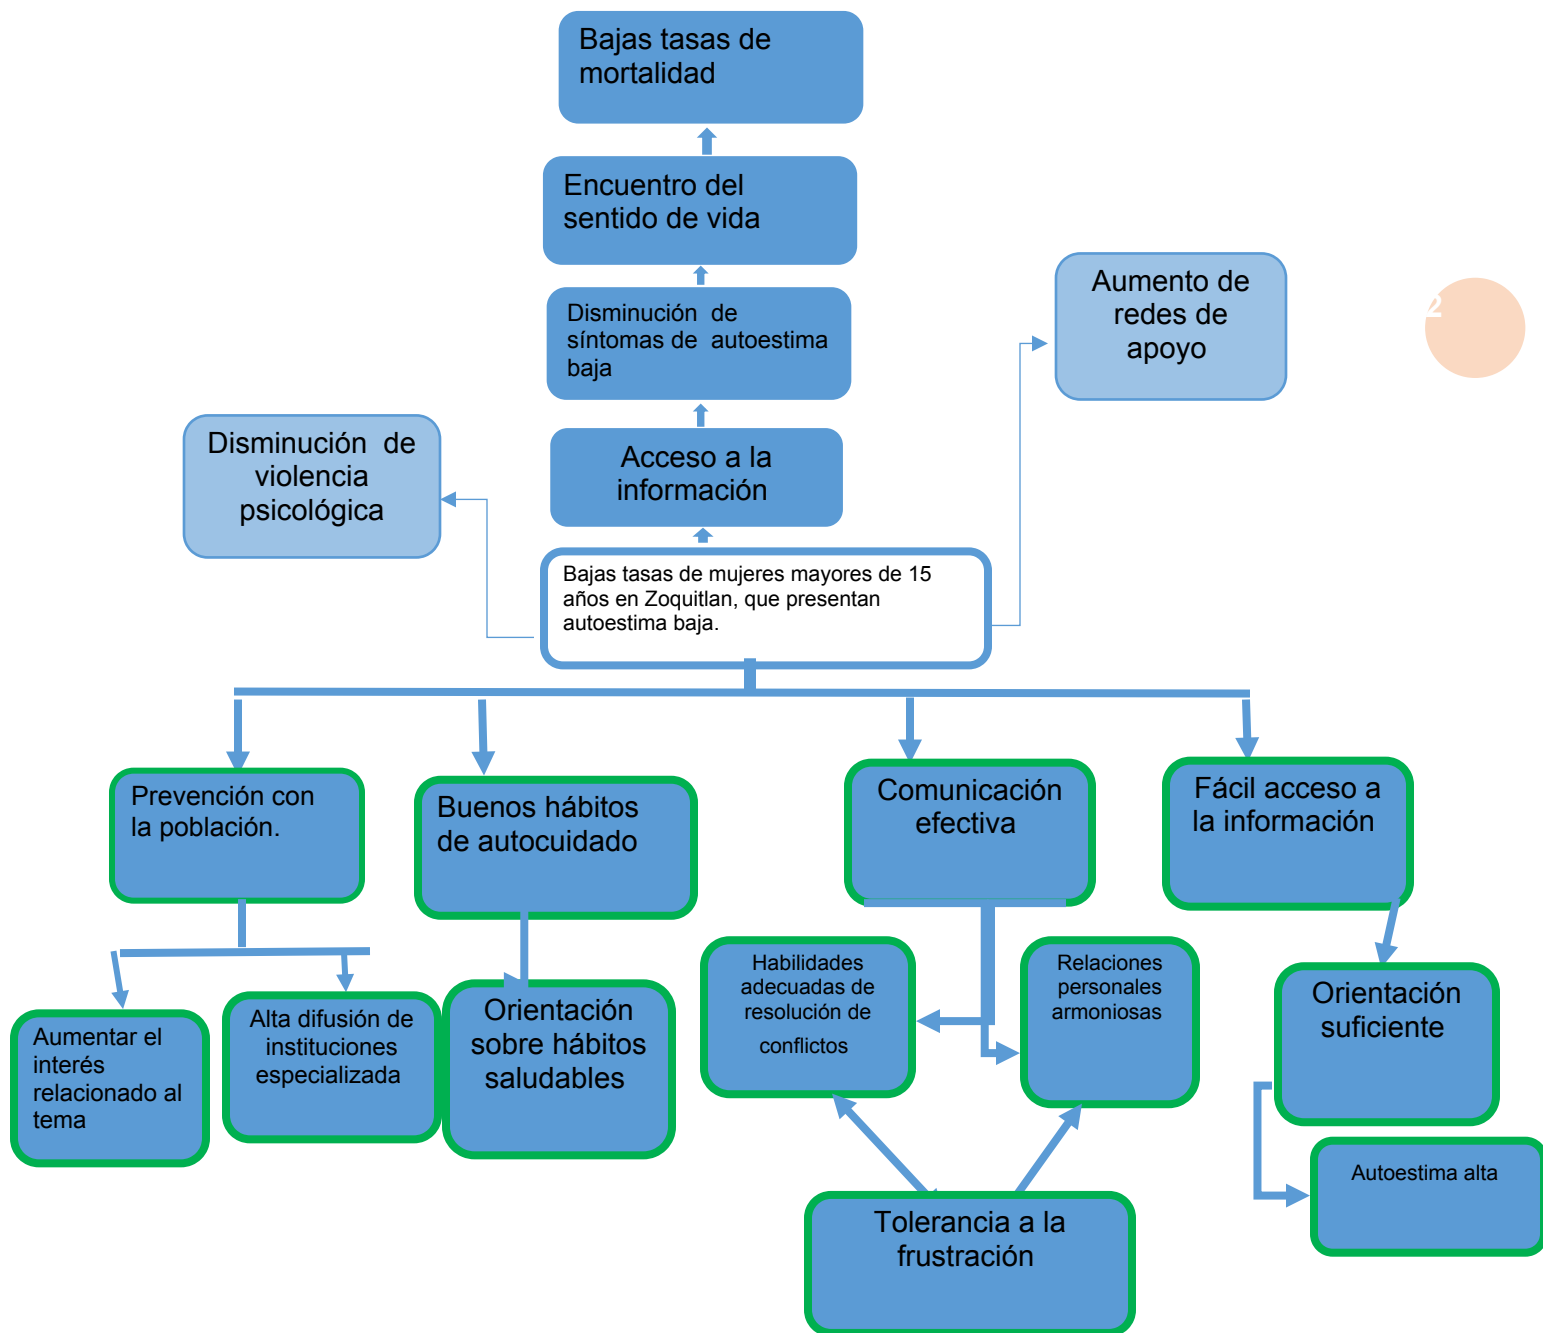 Bajas tasas de
mortalidad
Encuentro del
sentido de vida
Aumento de
redes de
apoyo
2
Disminución de
síntomas de autoestima
baja
Disminución de
violencia
psicológica
Acceso a la
información
Bajas tasas de mujeres mayores de 15
años en Zoquitlan, que presentan
autoestima baja.
Prevención con
la población.
Buenos hábitos
de autocuidado
Comunicación
efectiva
Fácil acceso a
la información
Habilidades
adecuadas de
resolución de
conflictos
Relaciones
personales
armoniosas
Orientación
suficiente
Aumentar el
interés
relacionado al
tema
Alta difusión de
instituciones
especializada
Orientación
sobre hábitos
saludables
Autoestima alta
Tolerancia a la
frustración